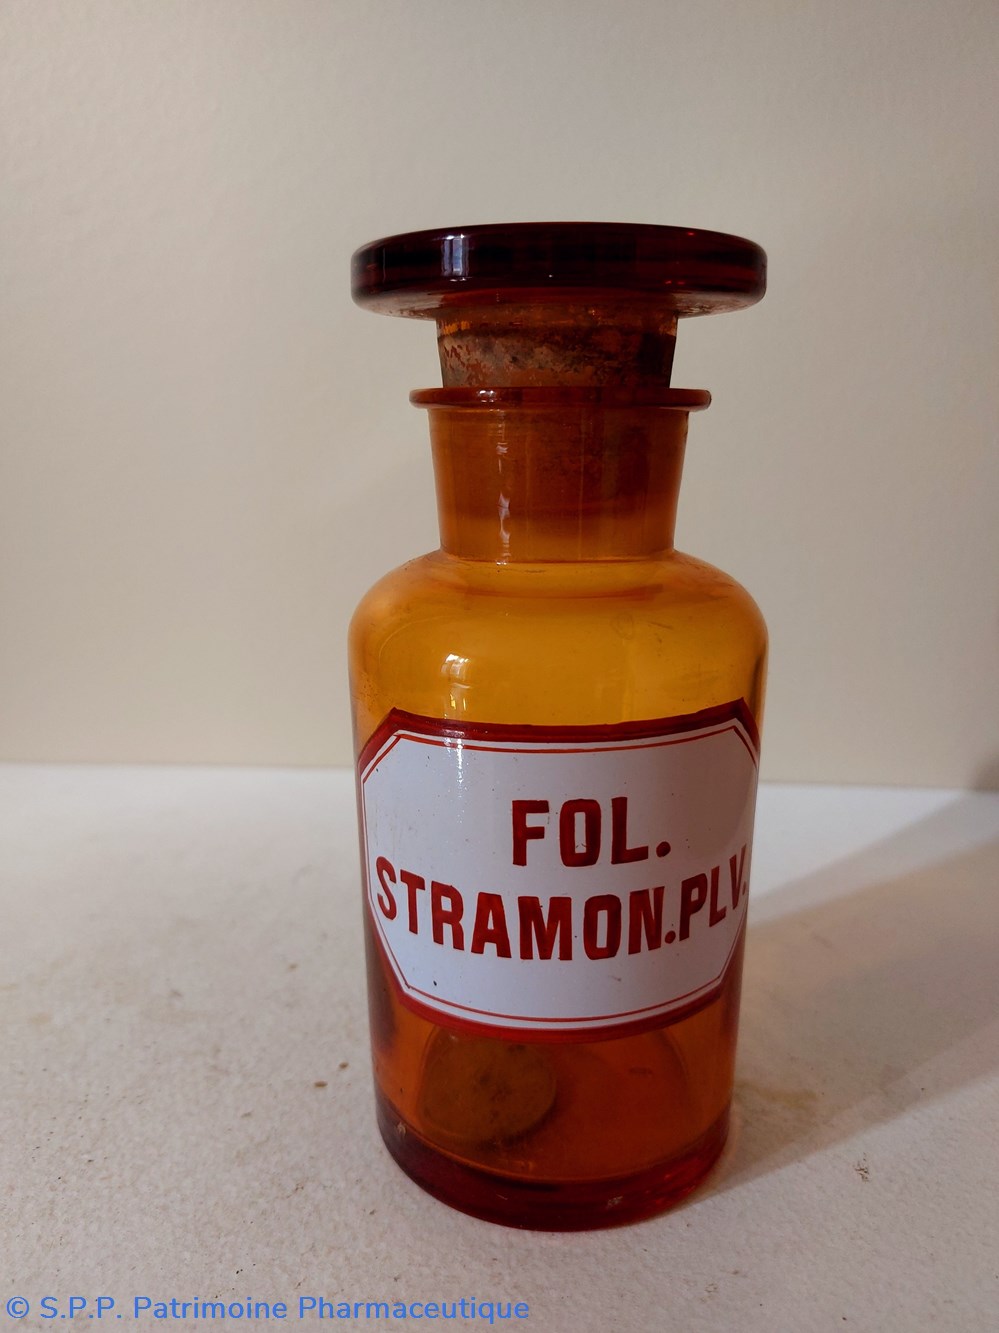 FOL.
STRAMON.PLV.
© S.P.P. Patrimoine Pharmaceutique